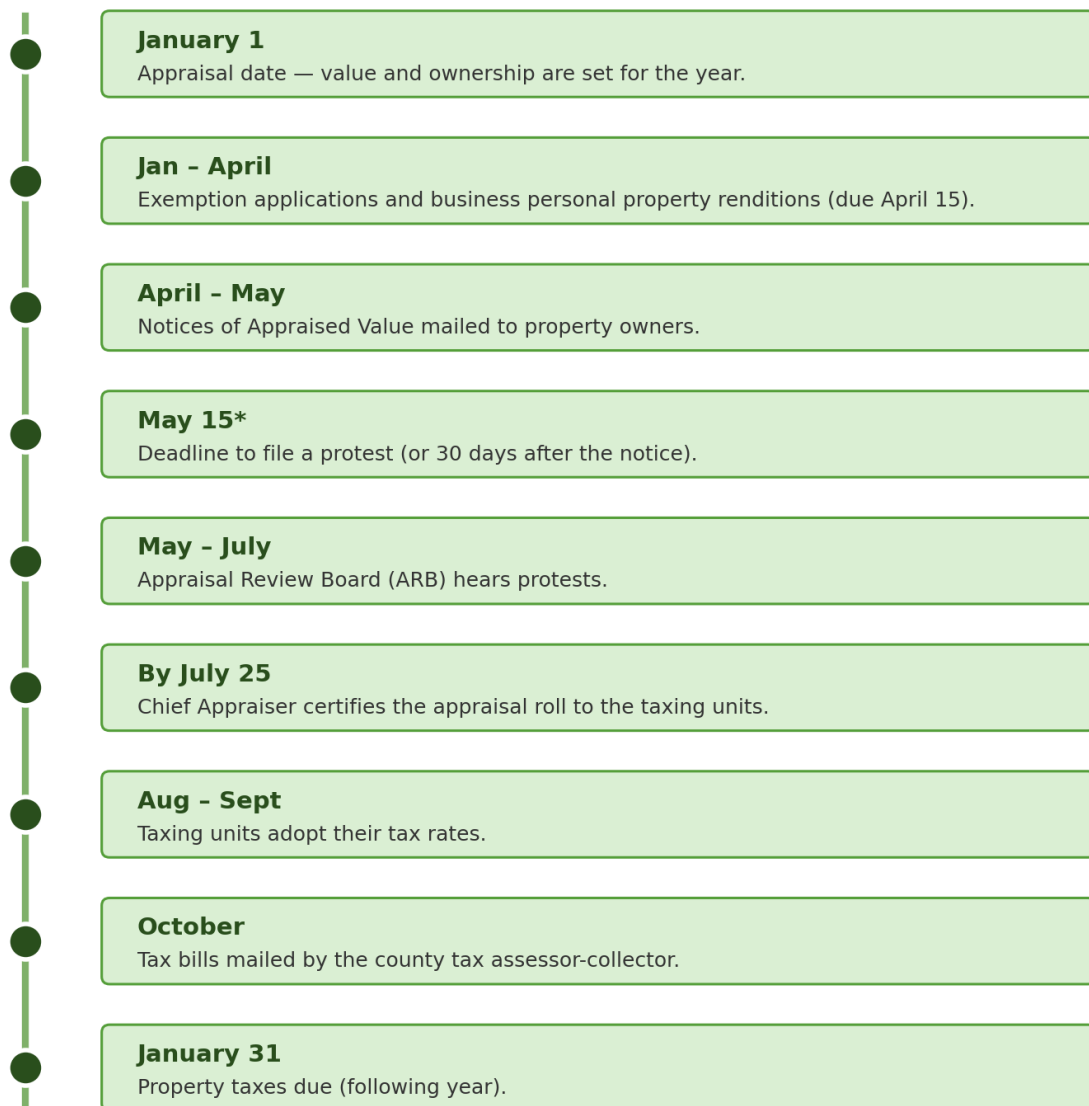 January 1
Appraisal date — value and ownership are set for the year.
Jan – April
Exemption applications and business personal property renditions (due April 15).
April – May
Notices of Appraised Value mailed to property owners.
May 15*
Deadline to file a protest (or 30 days after the notice).
May – July
Appraisal Review Board (ARB) hears protests.
By July 25
Chief Appraiser certifies the appraisal roll to the taxing units.
Aug – Sept
Taxing units adopt their tax rates.
October
Tax bills mailed by the county tax assessor-collector.
January 31
Property taxes due (following year).